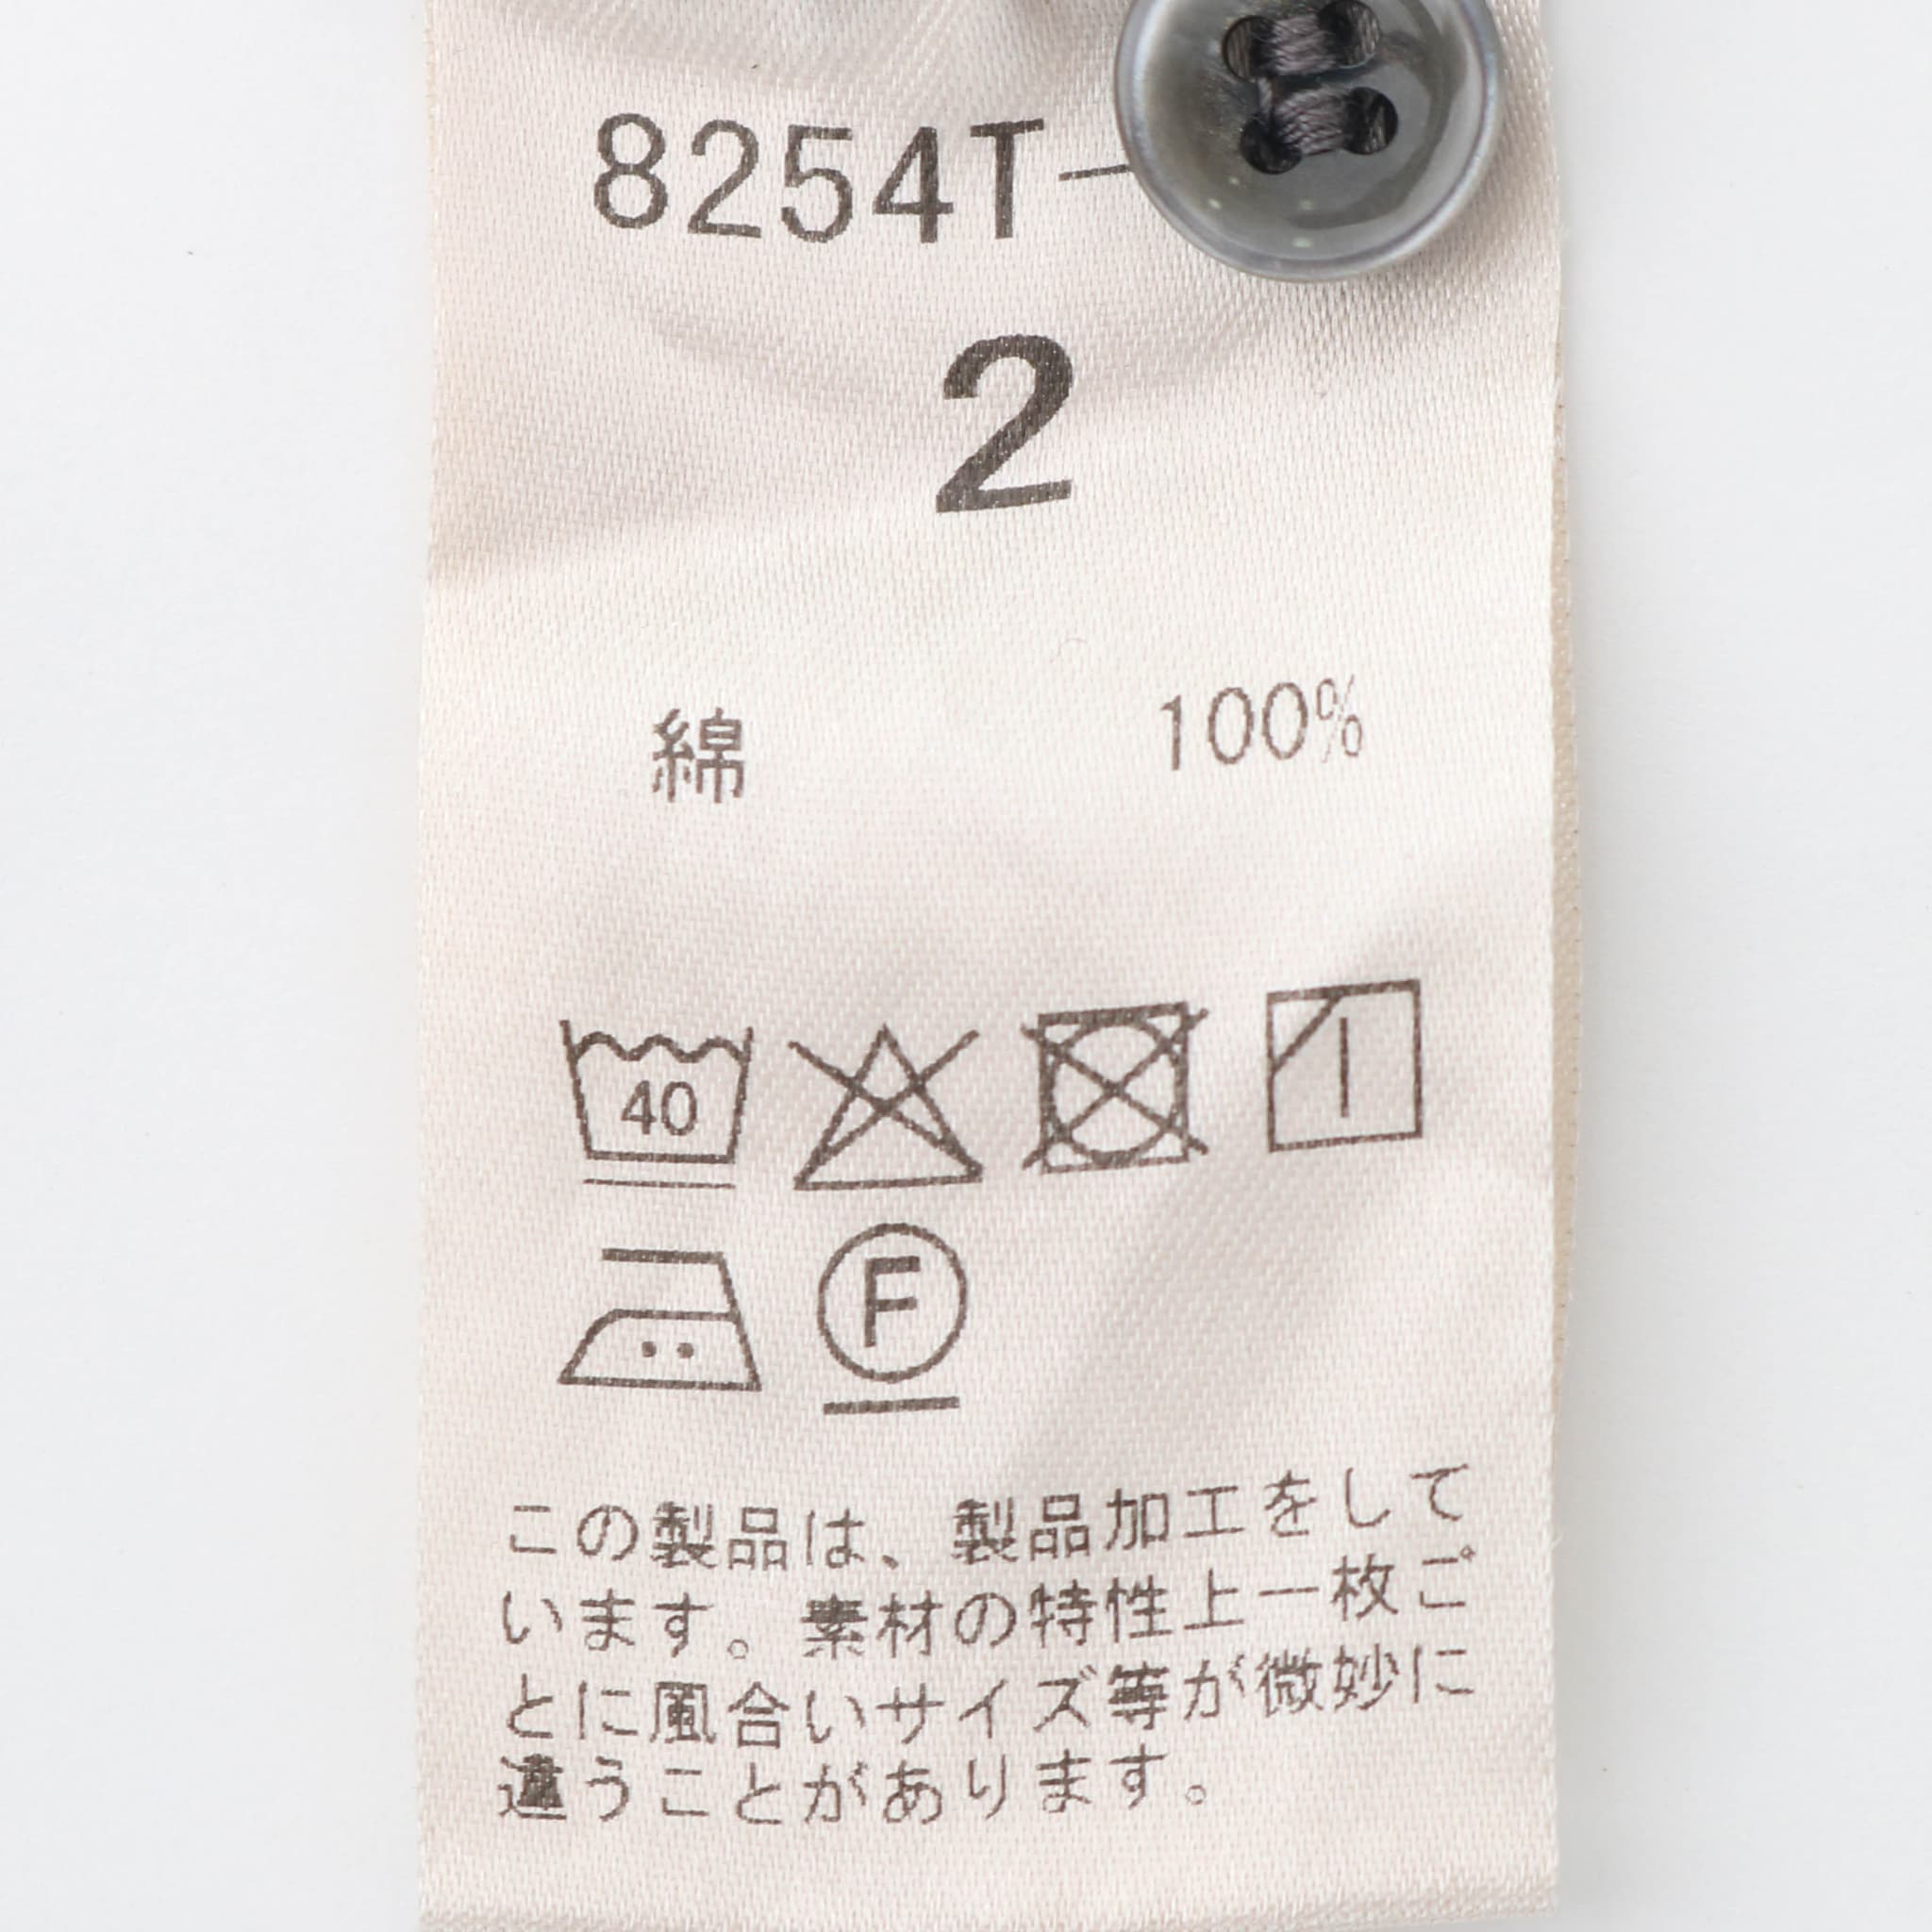 8254T-
2
綿 100%
40
F
この製品は、製品加工をして
います。素材の特性上一枚ご
とに風合いサイズ等が微妙に
違うことがあります。